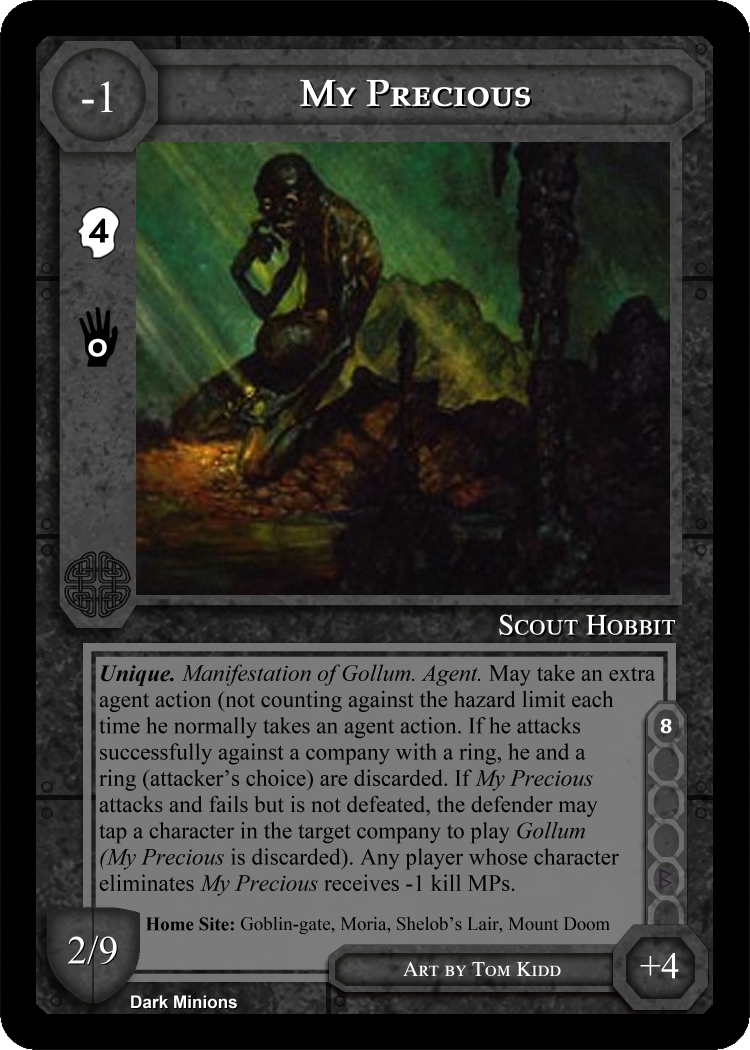 -1
My Precious
4
O
Scout Hobbit
Unique. Manifestation of Gollum. Agent. May take an extra
agent action (not counting against the hazard limit each
time he normally takes an agent action. If he attacks
successfully against a company with a ring, he and a
ring (attacker's choice) are discarded. If My Precious
attacks and fails but is not defeated, the defender may
tap a character in the target company to play Gollum
(My Precious is discarded). Any player whose character
eliminates My Precious receives -1 kill MPs.
8
Home Site: Goblin-gate, Moria, Shelob's Lair, Mount Doom
2/9
Art by Tom Kidd
+4
Dark Minions